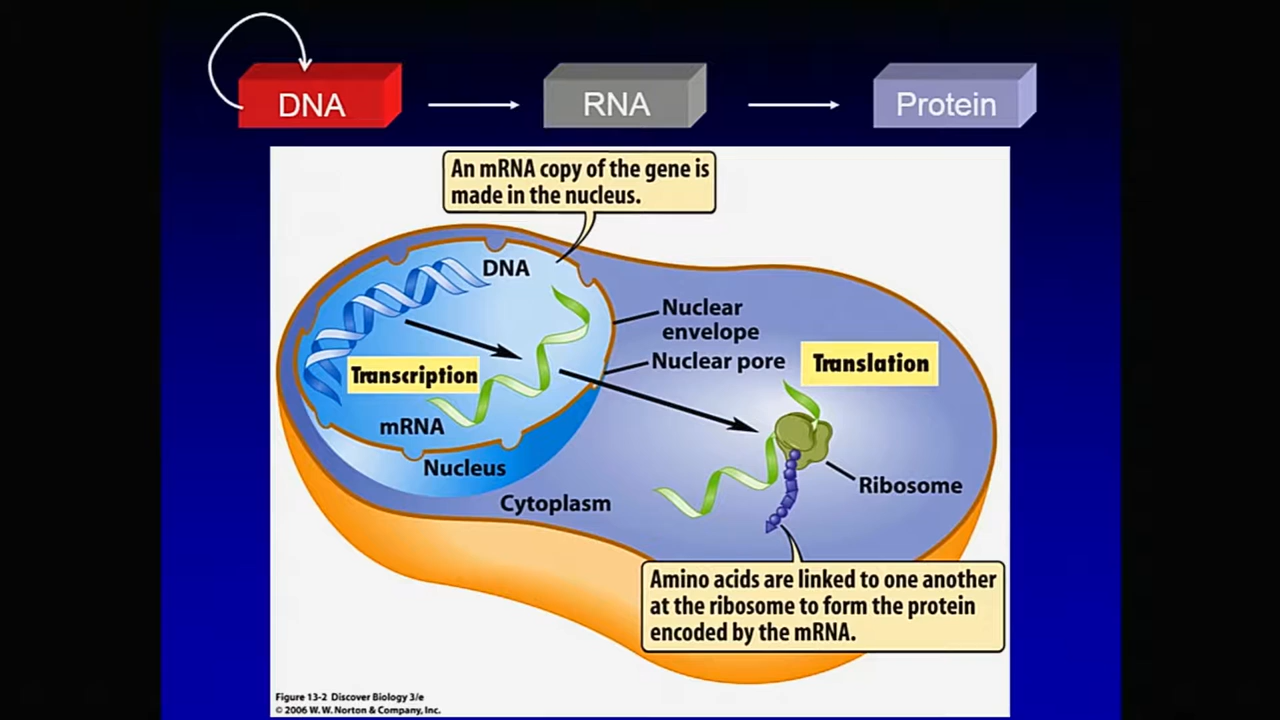 DNA
RNA
Protein
An mRNA copy of the gene is
made in the nucleus.
DNA
Nuclear
envelope
Nuclear pore
Translation
Transcription
mRNA
Nucleus
Ribosome
Cytoplasm
Amino acids are linked to one another
at the ribosome to form the protein
encoded by the mRNA.
Figure 13-2 Discover Biology 3/e
© 2006 W. W. Norton & Company, Inc.